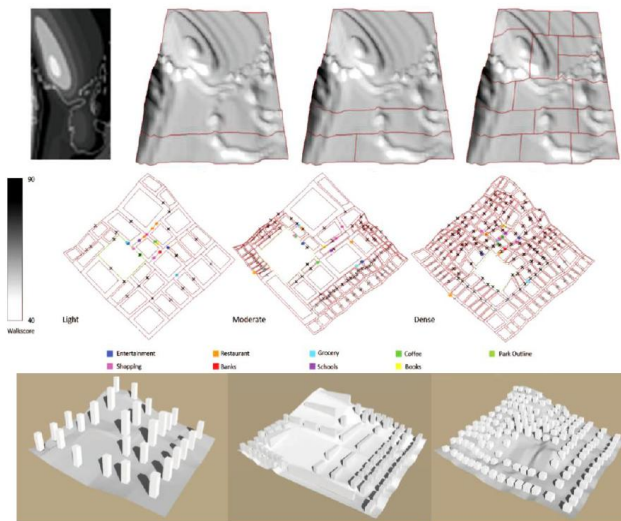 90
40
Walkscore
Light
Moderate
Dense
Entertainment
Restaurant
Grocery
Coffee
Park Outline
Shopping
Banks
Schools
Books